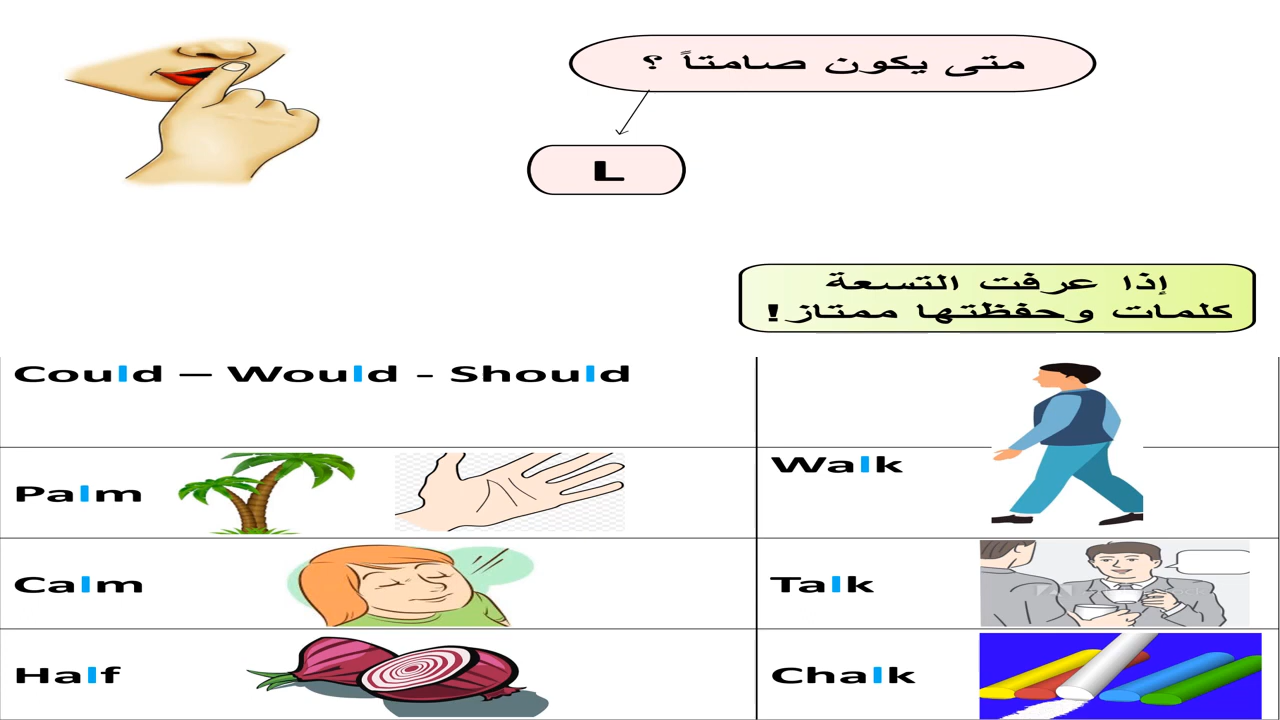 متى يكون صامتاً ؟
L
إذا عرفت التسعة
كلمات وحفظتها ممتاز!
Could – Would - Should
Walk
Palm
Calm
Talk
Half
Chalk